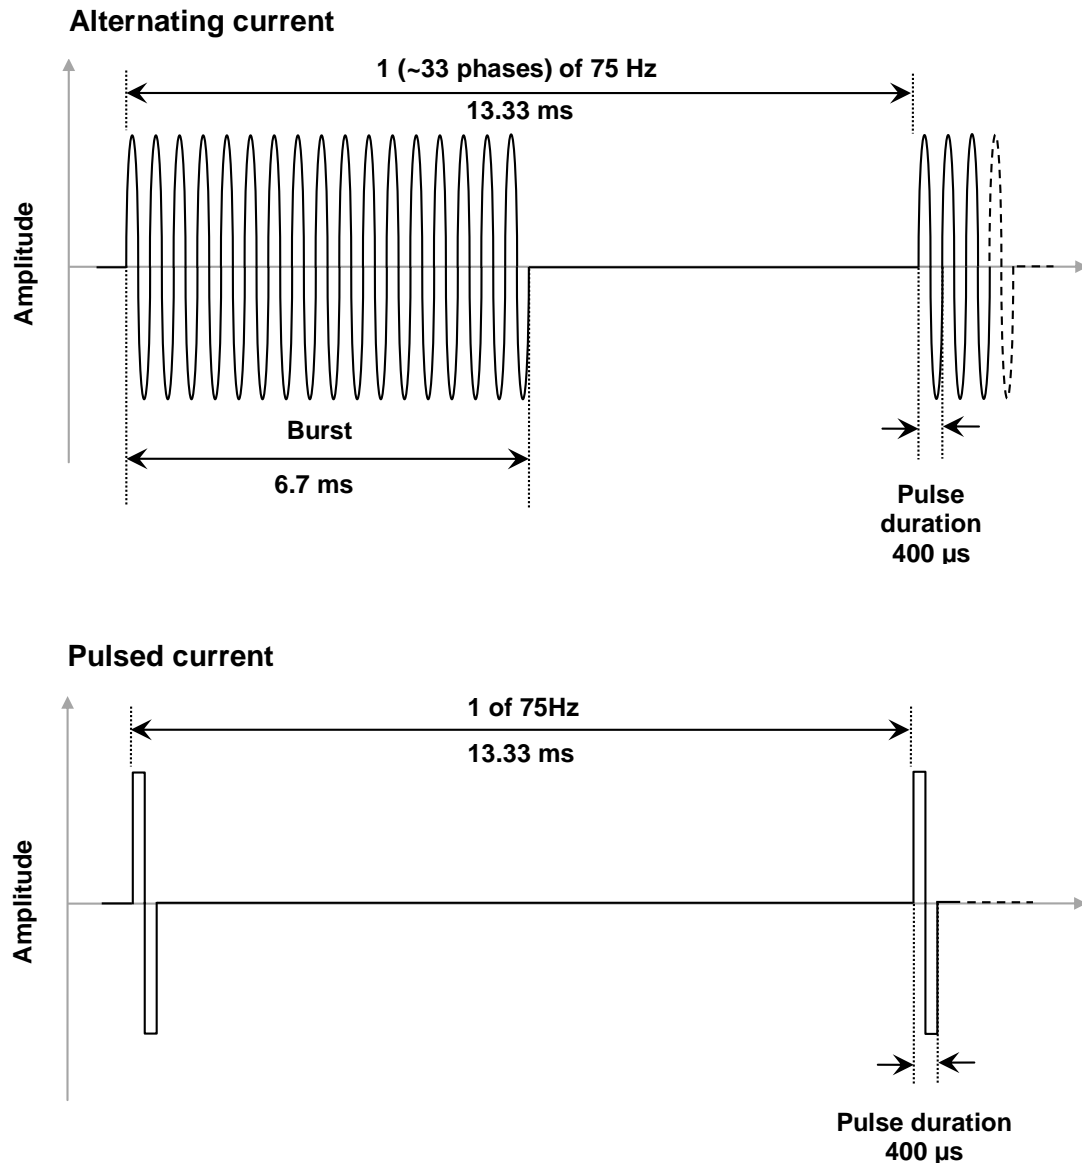 Alternating current
1 (~33 phases) of 75 Hz
13.33 ms
Amplitude
Burst
6.7 ms
Pulse
duration
400 µs
Pulsed current
1 of 75Hz
13.33 ms
Amplitude
Pulse duration
400 µs